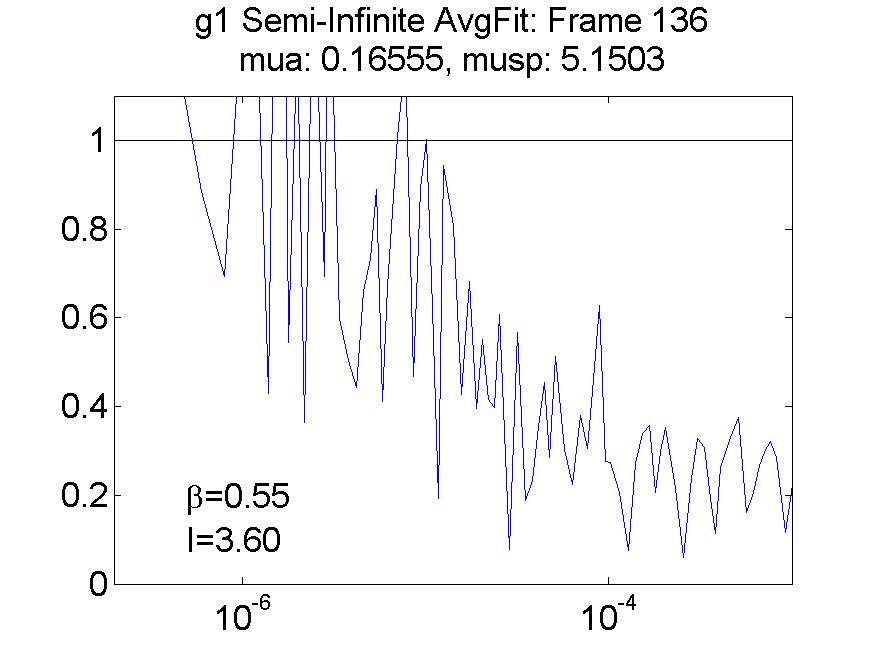 g1 Semi-Infinite AvgFit: Frame 136
mua: 0.16555, musp: 5.1503
1
0.8
0.6
0.4
0.2
0
β=0.55
I=3.60
10^-6
10^-4